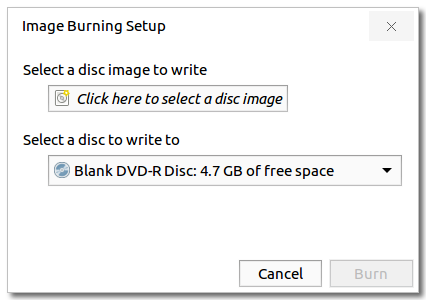 Image Burning Setup
Select a disc image to write
Click here to select a disc image
Select a disc to write to
Blank DVD-R Disc: 4.7 GB of free space
Cancel
Burn